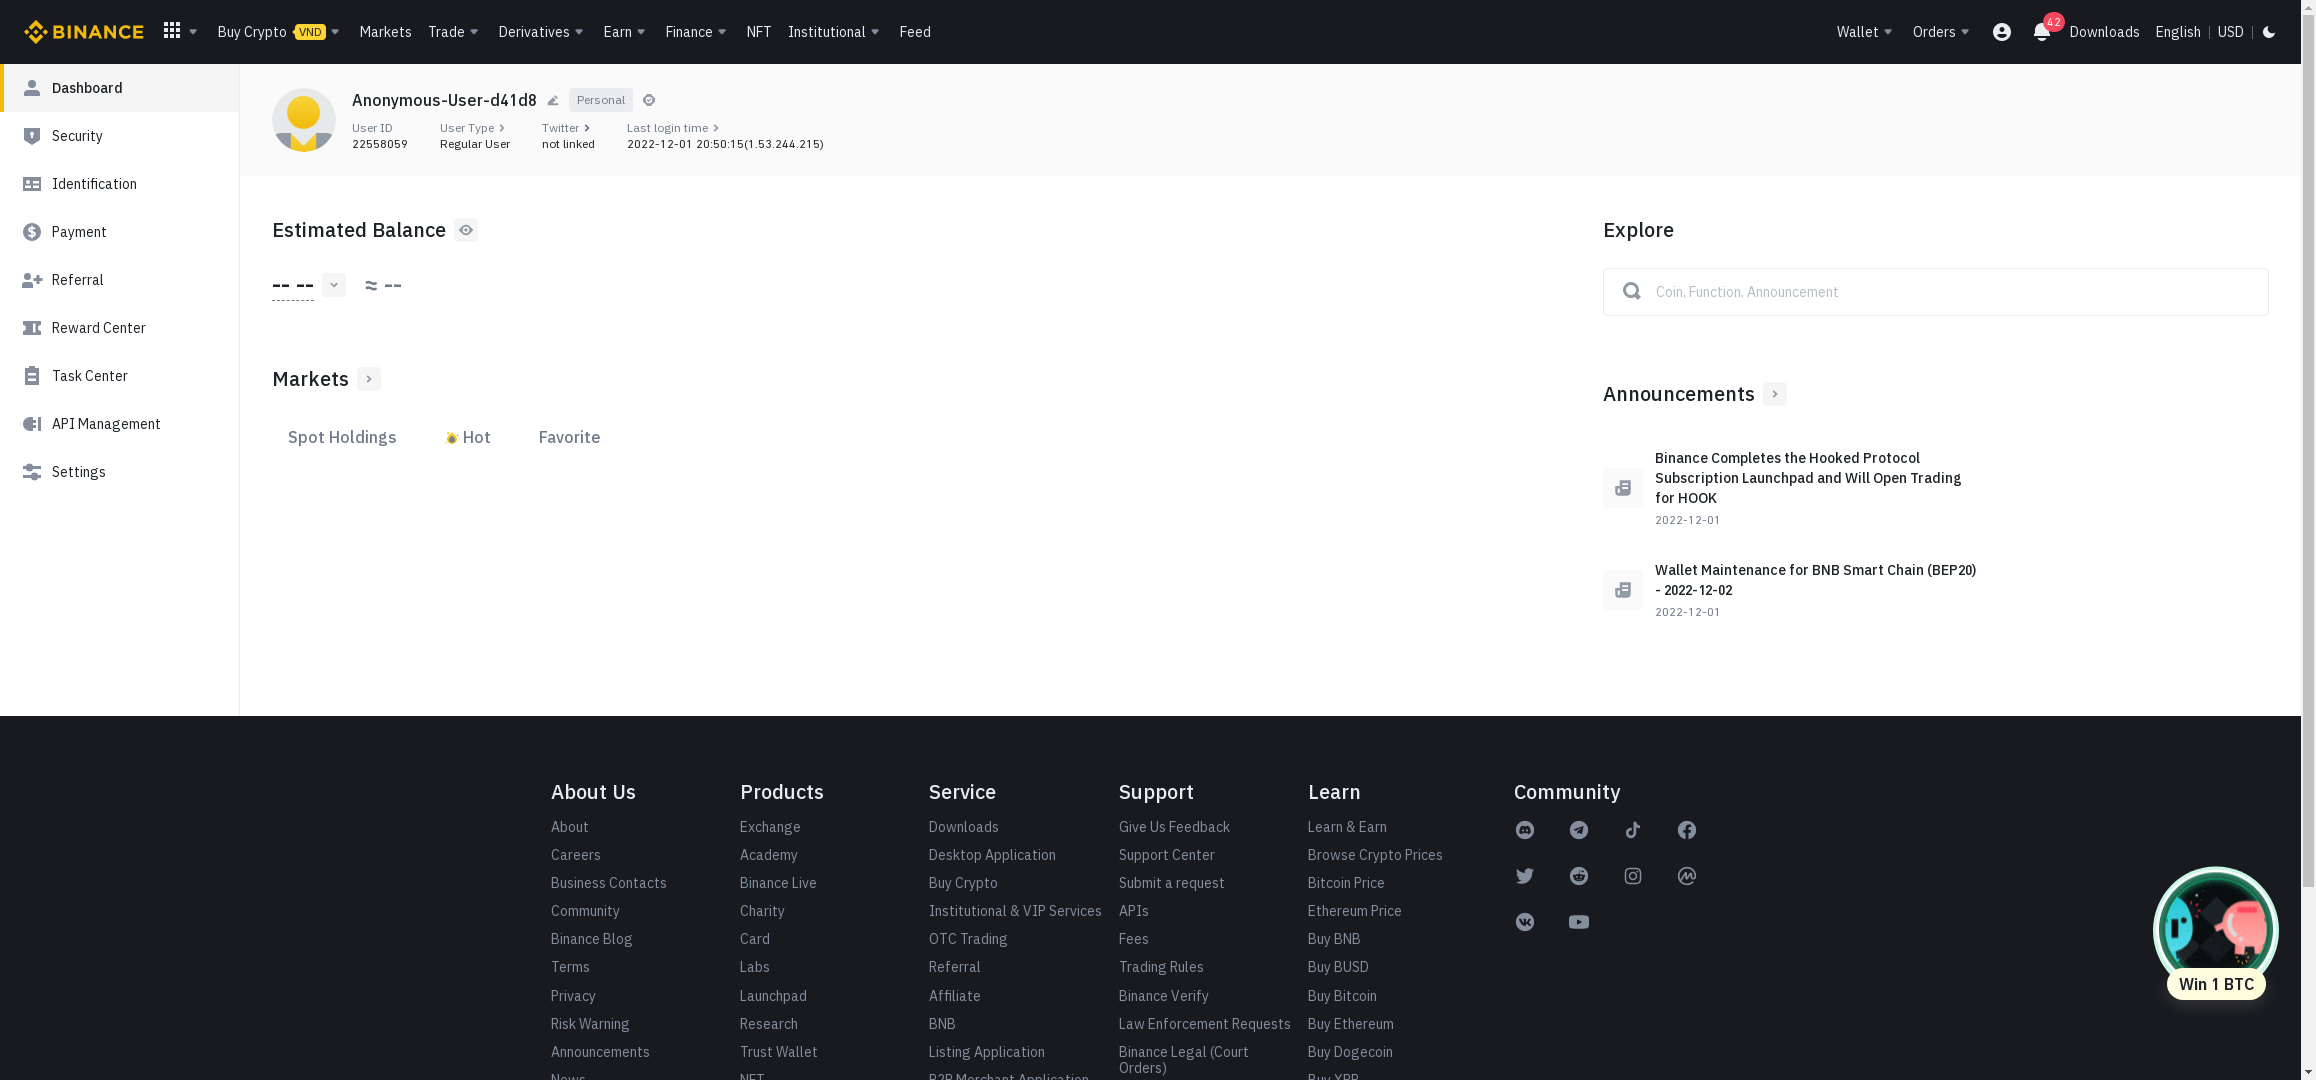 BINANCE
Buy Crypto VND
Markets
Trade
Derivatives
Earn
Finance
NFT
Institutional
Feed
Wallet
Orders
42
Downloads
English
USD
Dashboard
Security
Identification
Payment
Referral
Reward Center
Task Center
API Management
Settings
Anonymous-User-d41d8 Personal
User ID
22558059
User Type
Regular User
Twitter
not linked
Last login time
2022-12-01 20:50:15(1.53.244.215)
Estimated Balance
-- -- ≈ --
Markets
Spot Holdings
Hot
Favorite
Explore
Coin, Function, Announcement
Announcements
Binance Completes the Hooked Protocol
Subscription Launchpad and Will Open Trading
for HOOK
2022-12-01
Wallet Maintenance for BNB Smart Chain (BEP20)
- 2022-12-02
2022-12-01
About Us
About
Careers
Business Contacts
Community
Binance Blog
Terms
Privacy
Risk Warning
Announcements
News
Products
Exchange
Academy
Binance Live
Charity
Card
Labs
Launchpad
Research
Trust Wallet
NFT
Service
Downloads
Desktop Application
Buy Crypto
Institutional & VIP Services
OTC Trading
Referral
Affiliate
BNB
Listing Application
P2P Merchant Application
Support
Give Us Feedback
Support Center
Submit a request
APIs
Fees
Trading Rules
Binance Verify
Law Enforcement Requests
Binance Legal (Court
Orders)
Learn
Learn & Earn
Browse Crypto Prices
Bitcoin Price
Ethereum Price
Buy BNB
Buy BUSD
Buy Bitcoin
Buy Ethereum
Buy Dogecoin
Buy XRP
Community
Win 1 BTC